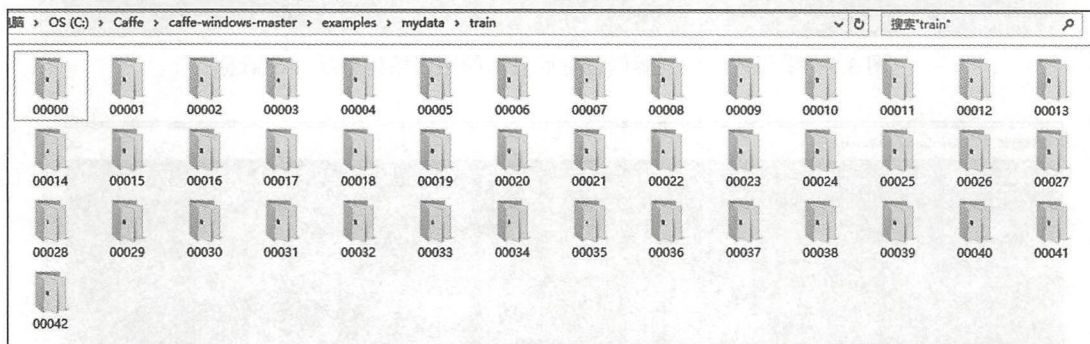 脑 › OS (C:) › Caffe › caffe-windows-master › examples › mydata › train 搜索"train"
00000 00001 00002 00003 00004 00005 00006 00007 00008 00009 00010 00011 00012 00013
00014 00015 00016 00017 00018 00019 00020 00021 00022 00023 00024 00025 00026 00027
00028 00029 00030 00031 00032 00033 00034 00035 00036 00037 00038 00039 00040 00041
00042